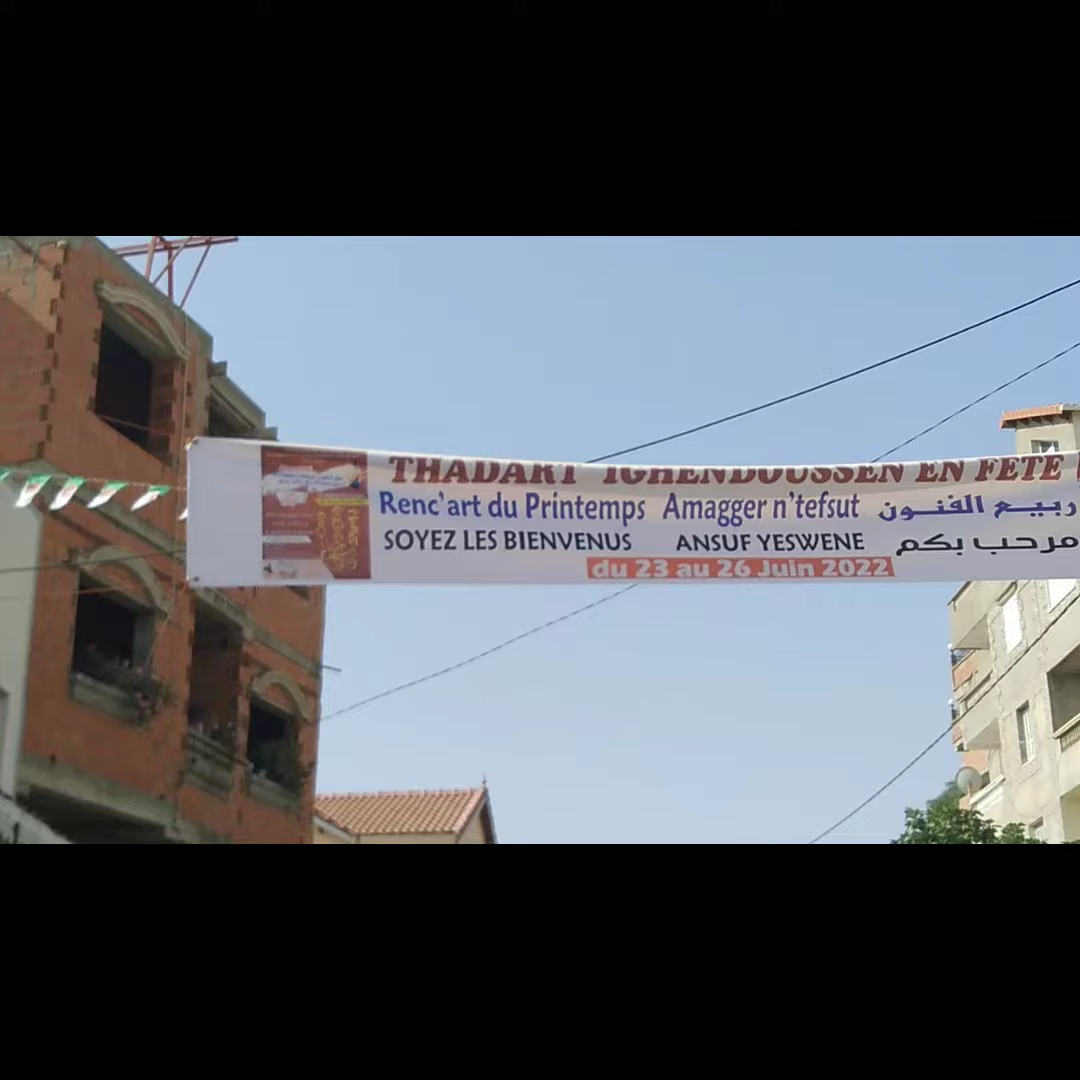 THADART IGHENDOUSSEN EN FETE
Renc'art du Printemps Amagger n'tefsut ربيع الفنون
SOYEZ LES BIENVENUS ANSUF YESWENE مرحب بكم
du 23 au 26 Juin 2022